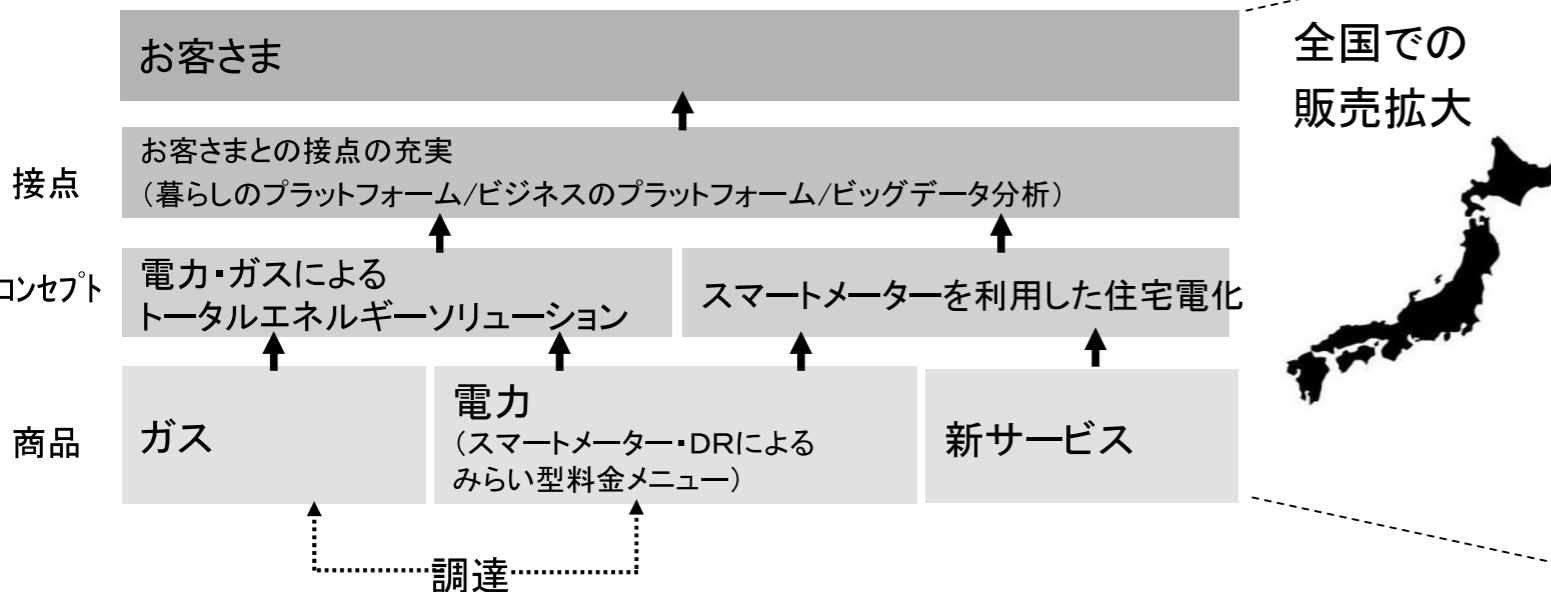 お客さま
全国での
販売拡大
接点
お客さまとの接点の充実
（暮らしのプラットフォーム/ビジネスのプラットフォーム/ビッグデータ分析）
コンセプト
電力・ガスによる
トータルエネルギーソリューション
スマートメーターを利用した住宅電化
商品
ガス
電力
（スマートメーター・DRによる
みらい型料金メニュー）
新サービス
調達